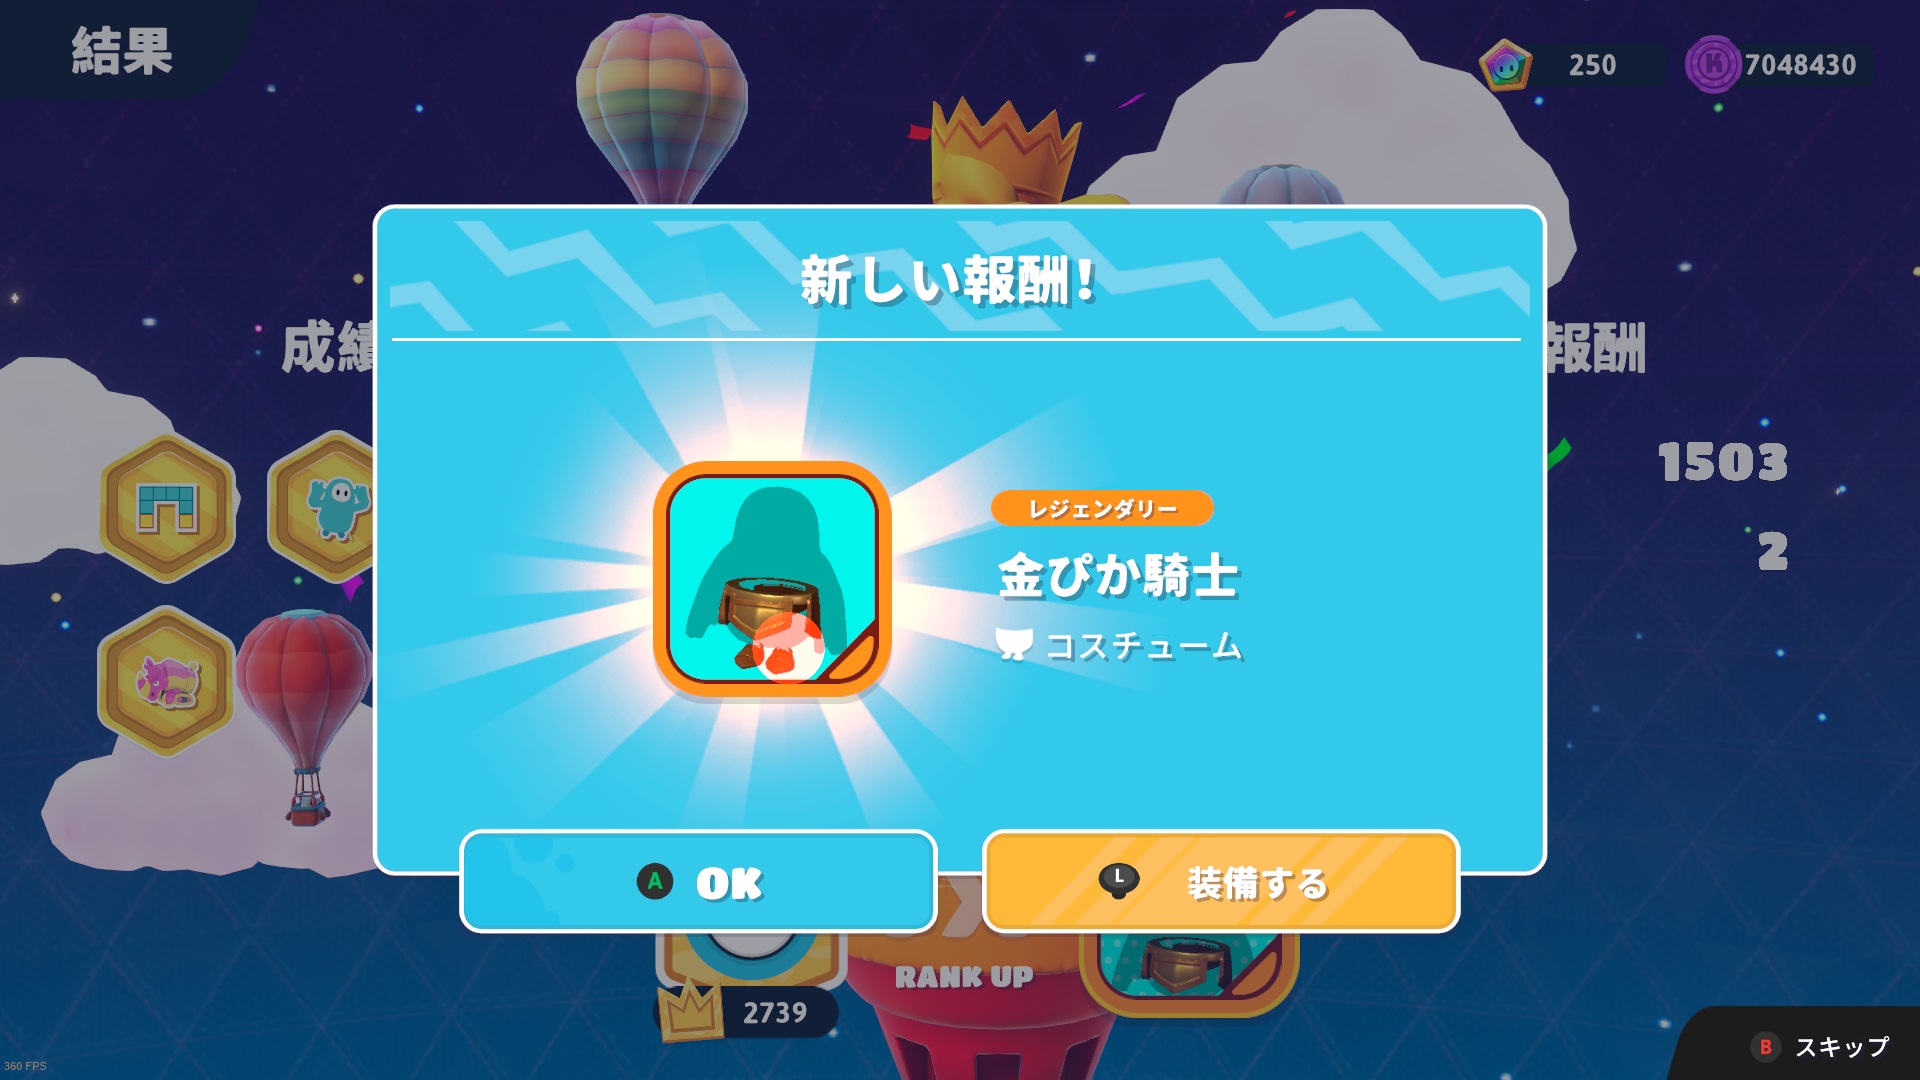 結果
250
7048430
新しい報酬!
成績
報酬
レジェンダリー
金ぴか騎士
コスチューム
1503
2
A OK
L 装備する
RANK UP
2739
B スキップ
360 FPS